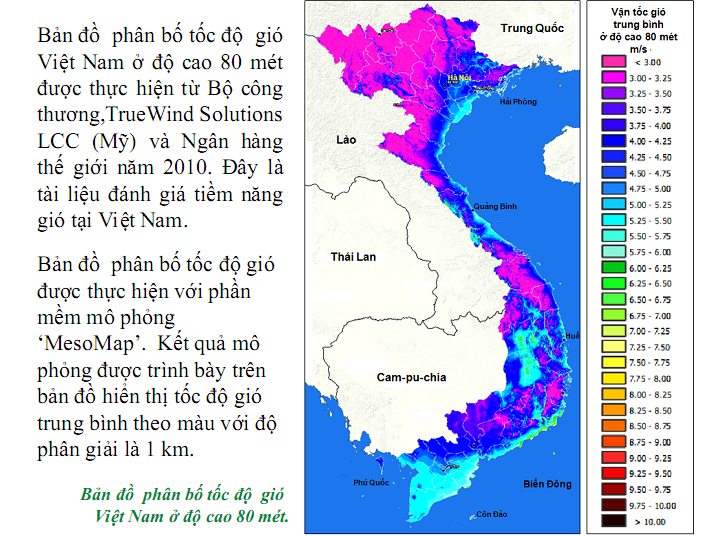 Bản đồ phân bố tốc độ gió
Việt Nam ở độ cao 80 mét
được thực hiện từ Bộ công
thương,TrueWind Solutions
LCC (Mỹ) và Ngân hàng
thế giới năm 2010. Đây là
tài liệu đánh giá tiềm năng
gió tại Việt Nam.
Bản đồ phân bố tốc độ gió
được thực hiện với phần
mềm mô phỏng
‘MesoMap’. Kết quả mô
phỏng được trình bày trên
bản đồ hiển thị tốc độ gió
trung bình theo màu với độ
phân giải là 1 km.
Bản đồ phân bố tốc độ gió
Việt Nam ở độ cao 80 mét.
Trung Quốc
Hà Nội
Hải Phòng
Lào
Quảng Bình
Thái Lan
Huế
Cam-pu-chia
Phú Quốc
Biển Đông
Côn Đảo
Vận tốc gió
trung bình
ở độ cao 80 mét
m/s
< 3.00
3.00 - 3.25
3.25 - 3.50
3.50 - 3.75
3.75 - 4.00
4.00 - 4.25
4.25 - 4.50
4.50 - 4.75
4.75 - 5.00
5.00 - 5.25
5.25 - 5.50
5.50 - 5.75
5.75 - 6.00
6.00 - 6.25
6.25 - 6.50
6.50 - 6.75
6.75 - 7.00
7.00 - 7.25
7.25 - 7.50
7.50 - 7.75
7.75 - 8.00
8.00 - 8.25
8.25 - 8.50
8.50 - 8.75
8.75 - 9.00
9.00 - 9.25
9.25 - 9.50
9.50 - 9.75
9.75 - 10.00
> 10.00